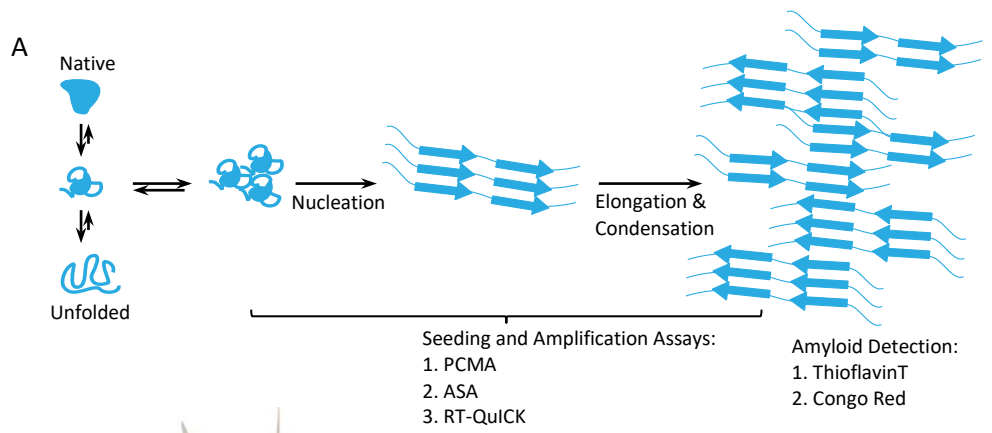 A
Native
Unfolded
Nucleation
Elongation &
Condensation
Seeding and Amplification Assays:
1. PCMA
2. ASA
3. RT-QuICK
Amyloid Detection:
1. ThioflavinT
2. Congo Red